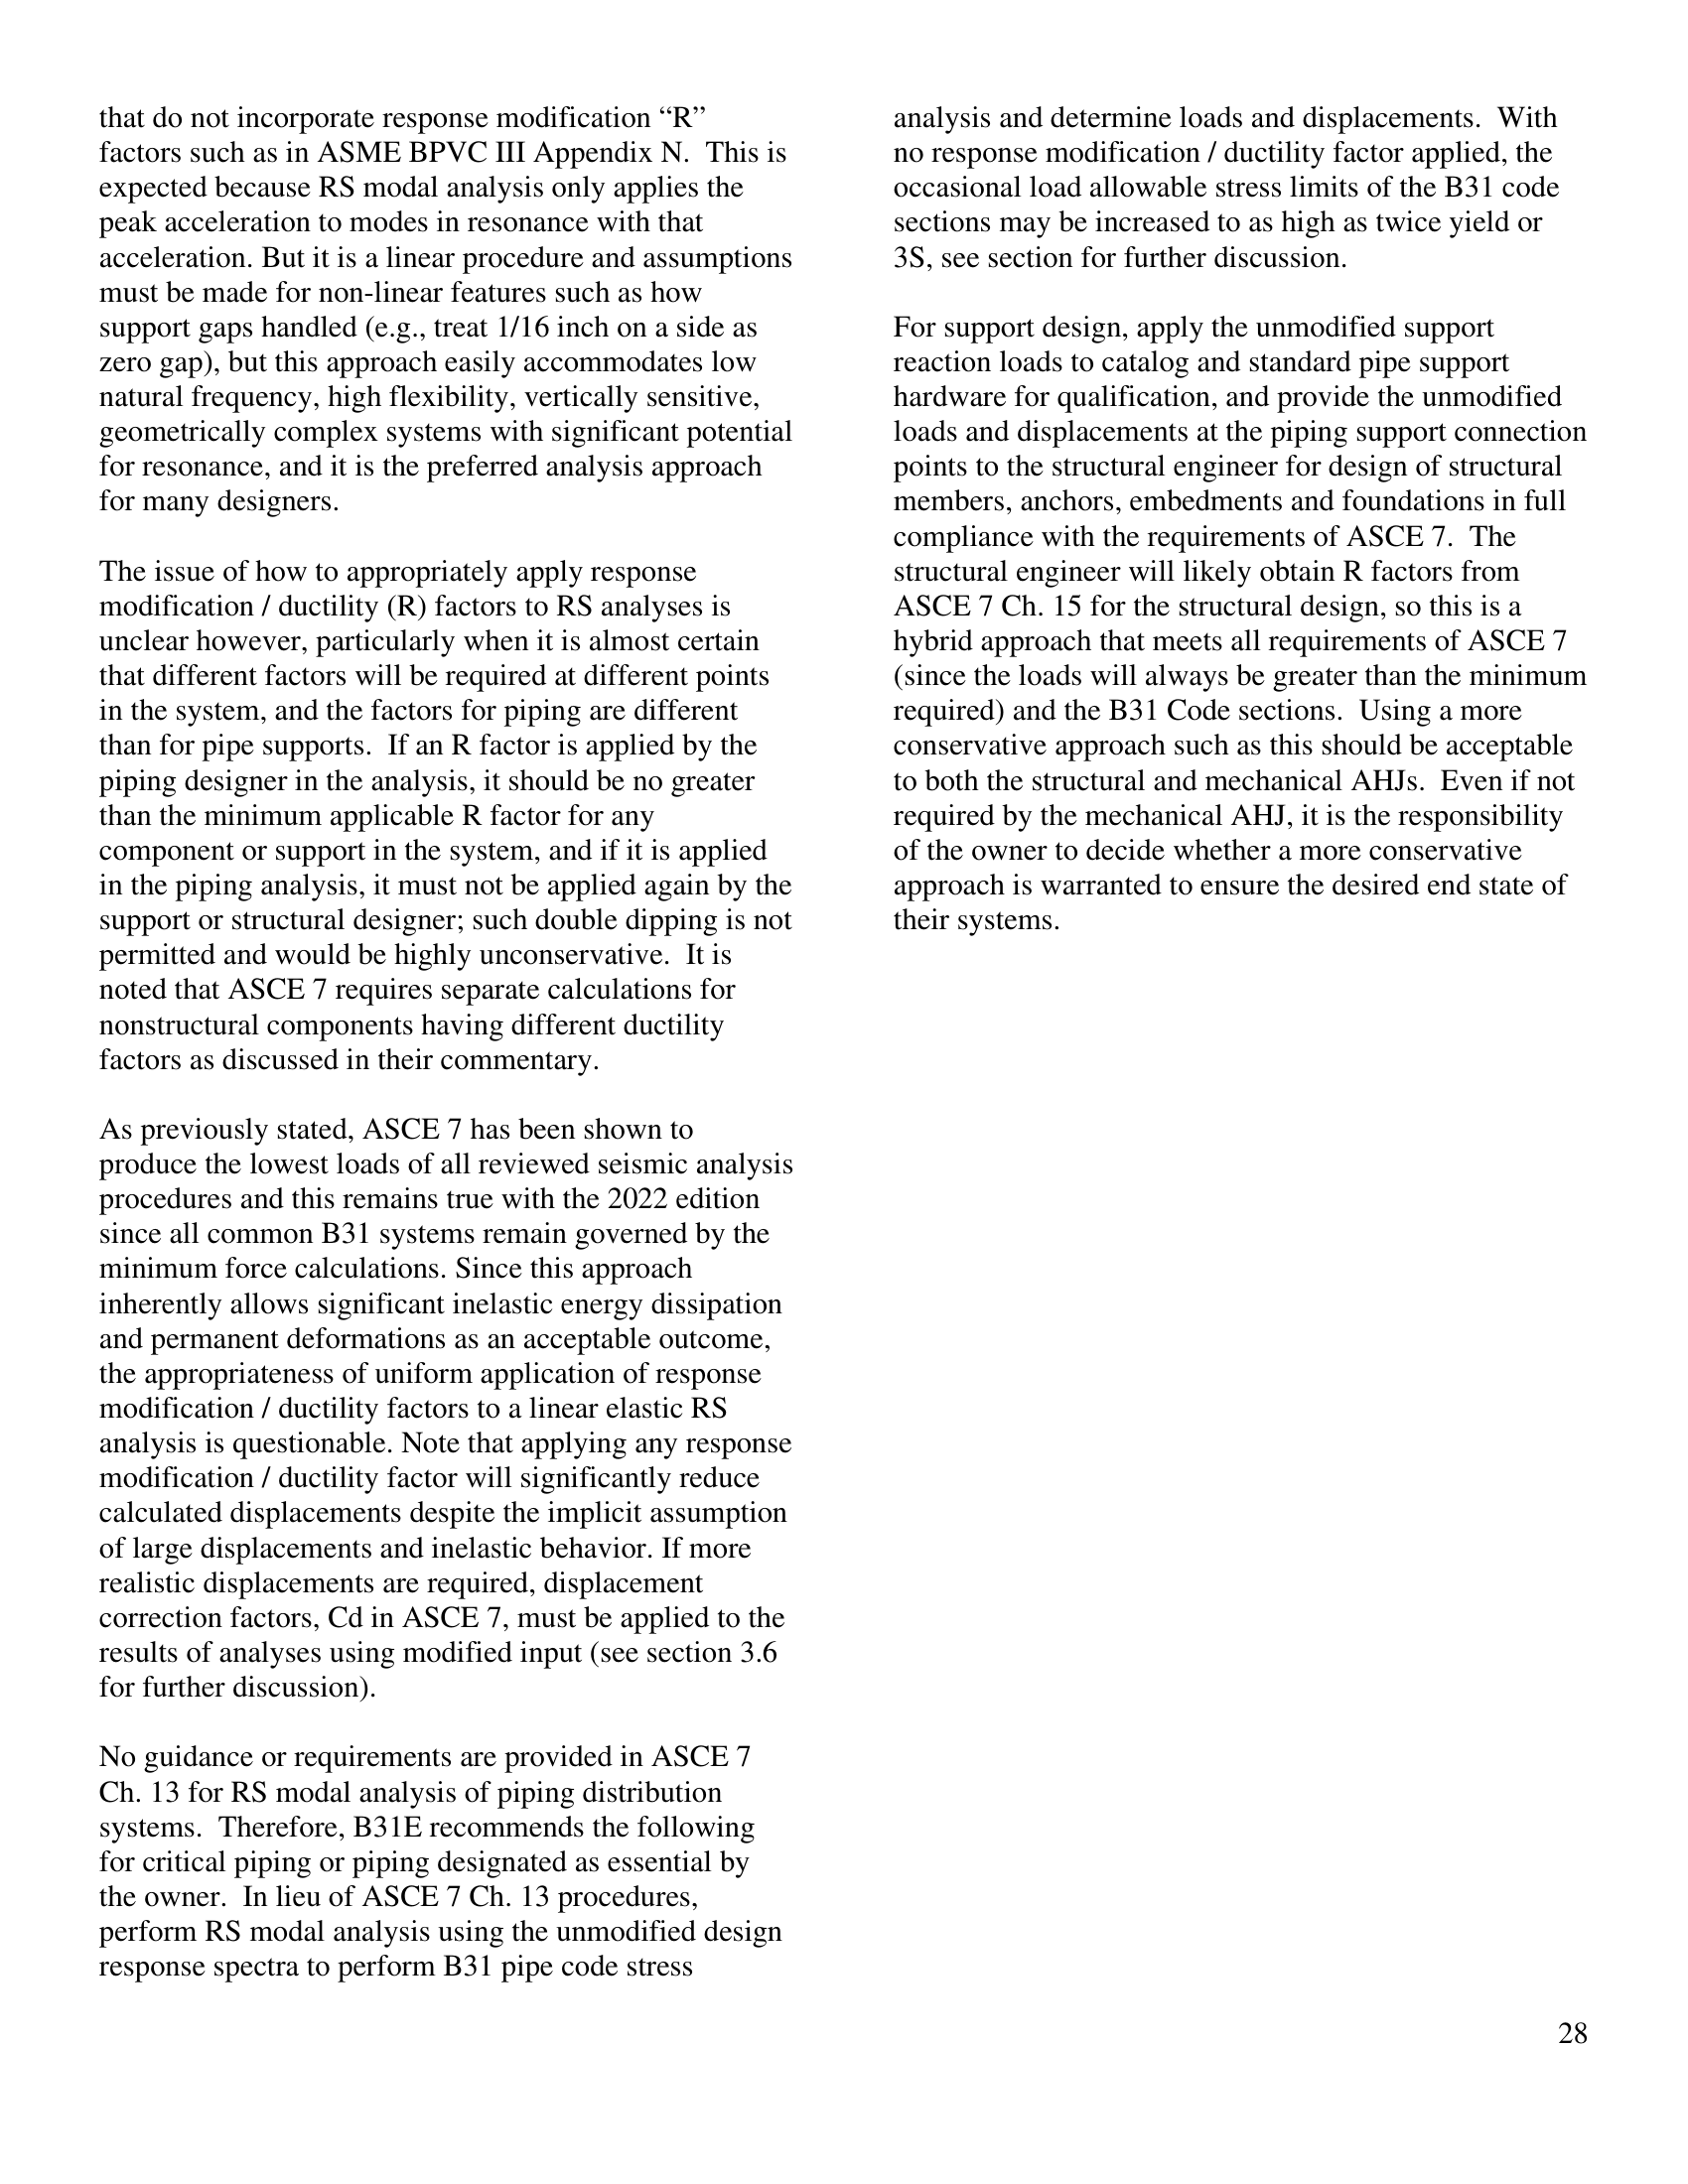 that do not incorporate response modification “R”
factors such as in ASME BPVC III Appendix N.  This is
expected because RS modal analysis only applies the
peak acceleration to modes in resonance with that
acceleration. But it is a linear procedure and assumptions
must be made for non-linear features such as how
support gaps handled (e.g., treat 1/16 inch on a side as
zero gap), but this approach easily accommodates low
natural frequency, high flexibility, vertically sensitive,
geometrically complex systems with significant potential
for resonance, and it is the preferred analysis approach
for many designers.

The issue of how to appropriately apply response
modification / ductility (R) factors to RS analyses is
unclear however, particularly when it is almost certain
that different factors will be required at different points
in the system, and the factors for piping are different
than for pipe supports.  If an R factor is applied by the
piping designer in the analysis, it should be no greater
than the minimum applicable R factor for any
component or support in the system, and if it is applied
in the piping analysis, it must not be applied again by the
support or structural designer; such double dipping is not
permitted and would be highly unconservative.  It is
noted that ASCE 7 requires separate calculations for
nonstructural components having different ductility
factors as discussed in their commentary.

As previously stated, ASCE 7 has been shown to
produce the lowest loads of all reviewed seismic analysis
procedures and this remains true with the 2022 edition
since all common B31 systems remain governed by the
minimum force calculations. Since this approach
inherently allows significant inelastic energy dissipation
and permanent deformations as an acceptable outcome,
the appropriateness of uniform application of response
modification / ductility factors to a linear elastic RS
analysis is questionable. Note that applying any response
modification / ductility factor will significantly reduce
calculated displacements despite the implicit assumption
of large displacements and inelastic behavior. If more
realistic displacements are required, displacement
correction factors, Cd in ASCE 7, must be applied to the
results of analyses using modified input (see section 3.6
for further discussion).

No guidance or requirements are provided in ASCE 7
Ch. 13 for RS modal analysis of piping distribution
systems.  Therefore, B31E recommends the following
for critical piping or piping designated as essential by
the owner.  In lieu of ASCE 7 Ch. 13 procedures,
perform RS modal analysis using the unmodified design
response spectra to perform B31 pipe code stress
analysis and determine loads and displacements.  With
no response modification / ductility factor applied, the
occasional load allowable stress limits of the B31 code
sections may be increased to as high as twice yield or
3S, see section for further discussion.

For support design, apply the unmodified support
reaction loads to catalog and standard pipe support
hardware for qualification, and provide the unmodified
loads and displacements at the piping support connection
points to the structural engineer for design of structural
members, anchors, embedments and foundations in full
compliance with the requirements of ASCE 7.  The
structural engineer will likely obtain R factors from
ASCE 7 Ch. 15 for the structural design, so this is a
hybrid approach that meets all requirements of ASCE 7
(since the loads will always be greater than the minimum
required) and the B31 Code sections.  Using a more
conservative approach such as this should be acceptable
to both the structural and mechanical AHJs.  Even if not
required by the mechanical AHJ, it is the responsibility
of the owner to decide whether a more conservative
approach is warranted to ensure the desired end state of
their systems.

28